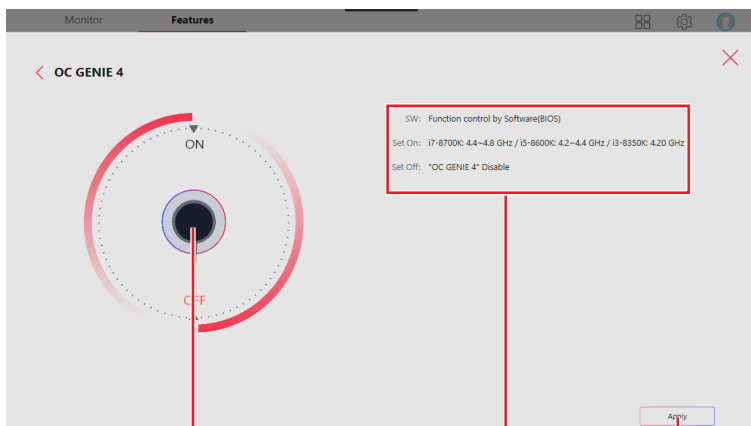 Monitor Features
OC GENIE 4
ON
OFF
SW: Function control by Software(BIOS)
Set On: i7-8700K: 4.4~4.8 GHz / i5-8600K: 4.2~4.4 GHz / i3-8350K: 4.20 GHz
Set Off: "OC GENIE 4" Disable
Apply